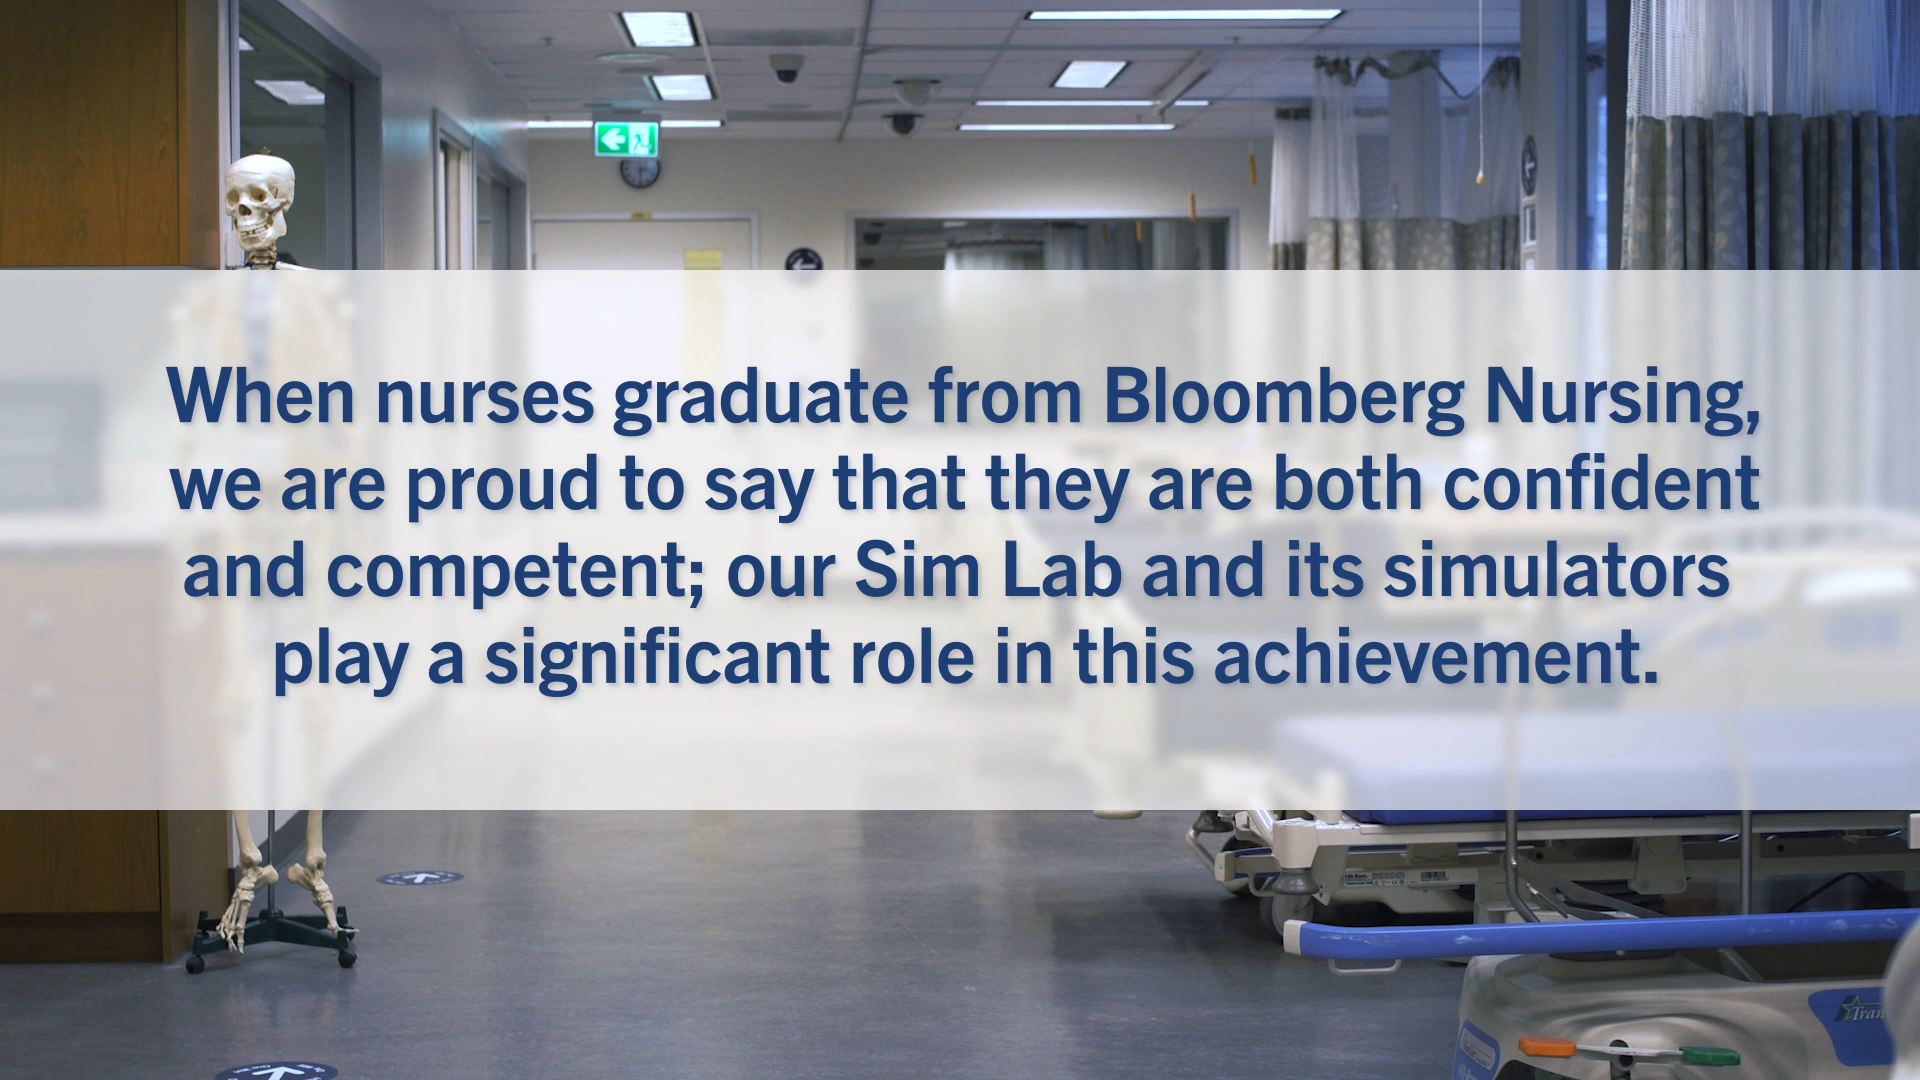 When nurses graduate from Bloomberg Nursing,
we are proud to say that they are both confident
and competent; our Sim Lab and its simulators
play a significant role in this achievement.